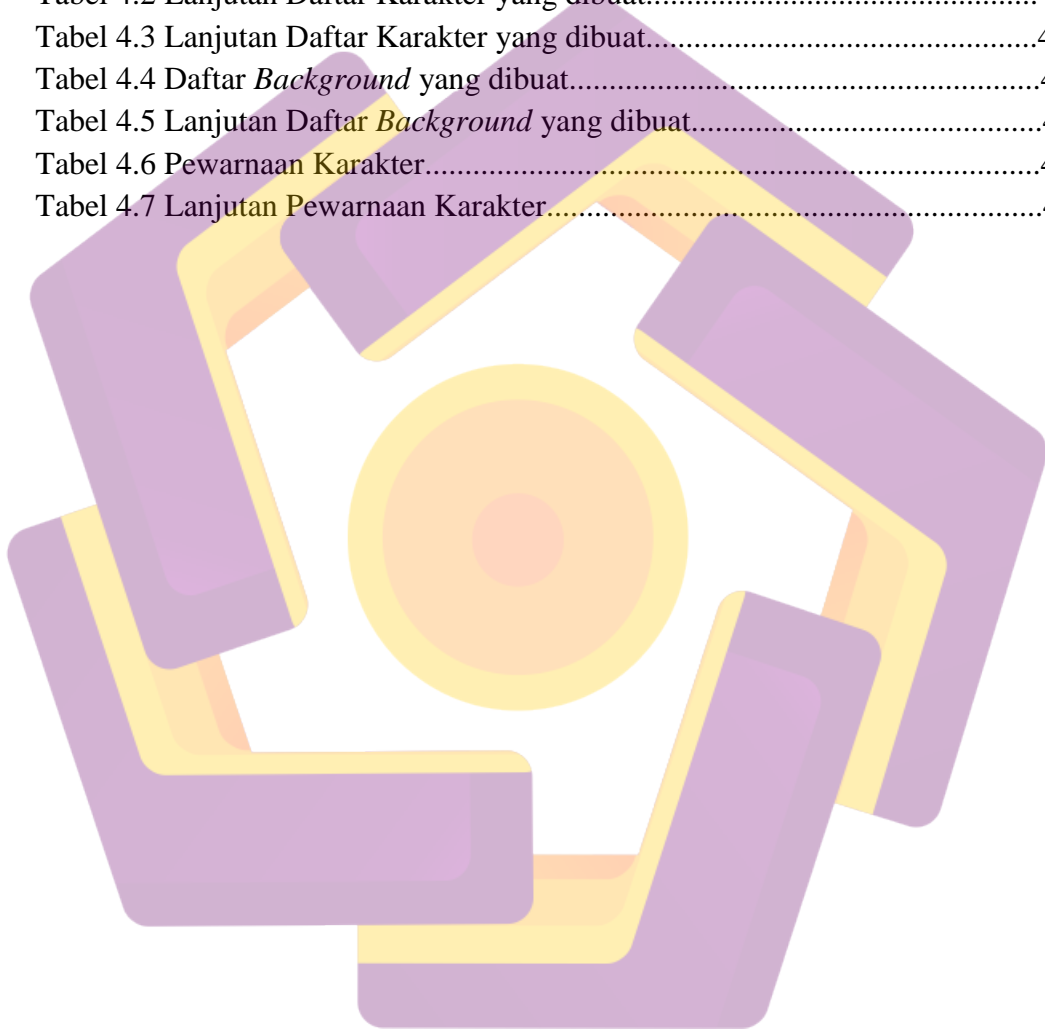 Tabel 4.2 Lanjutan Daftar Karakter yang dibuat
Tabel 4.3 Lanjutan Daftar Karakter yang dibuat.......................................................4
Tabel 4.4 Daftar Background yang dibuat...................................................................4
Tabel 4.5 Lanjutan Daftar Background yang dibuat..................................................4
Tabel 4.6 Pewarnaan Karakter.....................................................................................4
Tabel 4.7 Lanjutan Pewarnaan Karakter.....................................................................4